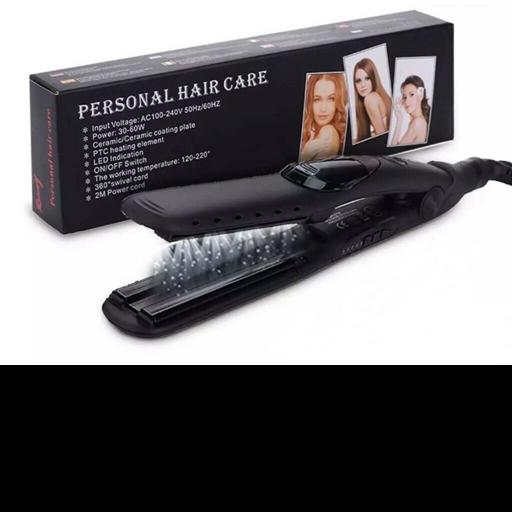 PERSONAL HAIR CARE
* Input Voltage: AC100-240V 50Hz/60HZ
* Power: 30-60W
* Ceramic/Ceramic coating plate
* PTC heating element
* LED Indication
* ON/OFF Switch
* The working temperature: 120-220°
* 360°swivel cord
* 2M Power cord
Personal hair care